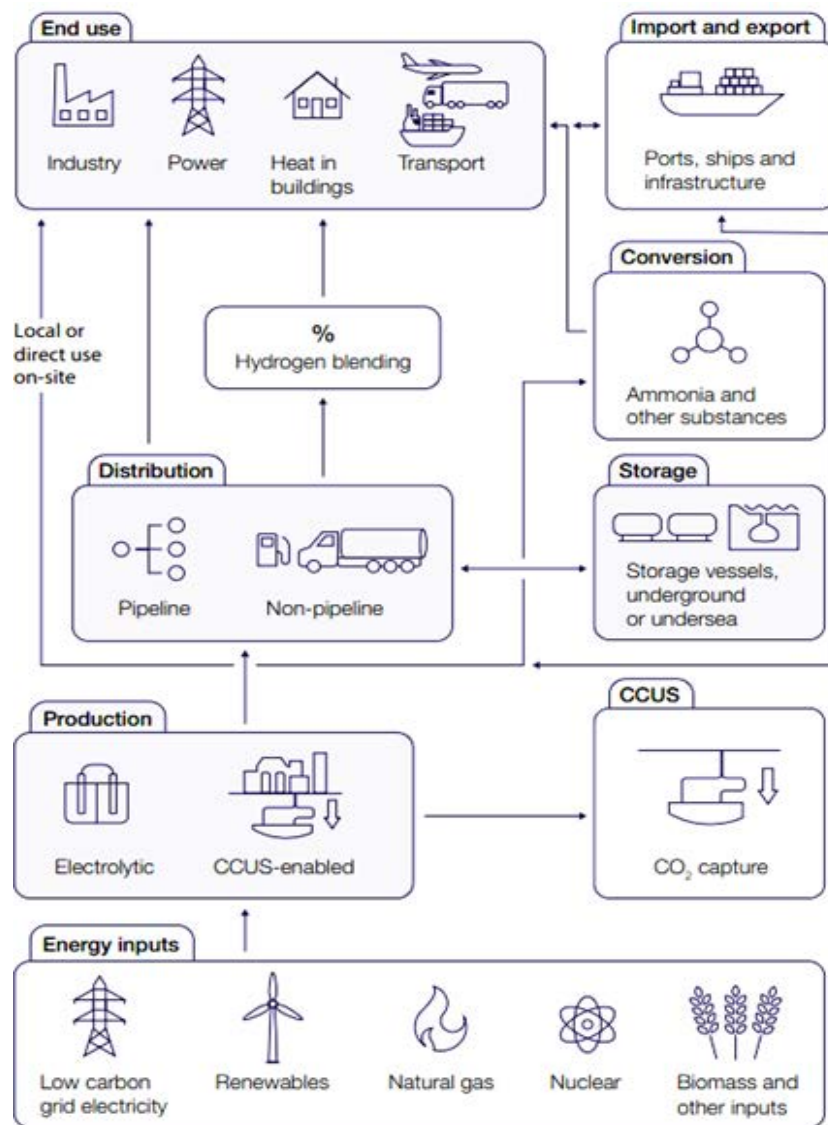 End use
Industry
Power
Heat in
buildings
Transport
Import and export
Ports, ships and
infrastructure
Conversion
Ammonia and
other substances
Local or
direct use
on-site
%
Hydrogen blending
Distribution
Pipeline
Non-pipeline
Storage
Storage vessels,
underground
or undersea
Production
Electrolytic
CCUS-enabled
CCUS
CO₂ capture
Energy inputs
Low carbon
grid electricity
Renewables
Natural gas
Nuclear
Biomass and
other inputs